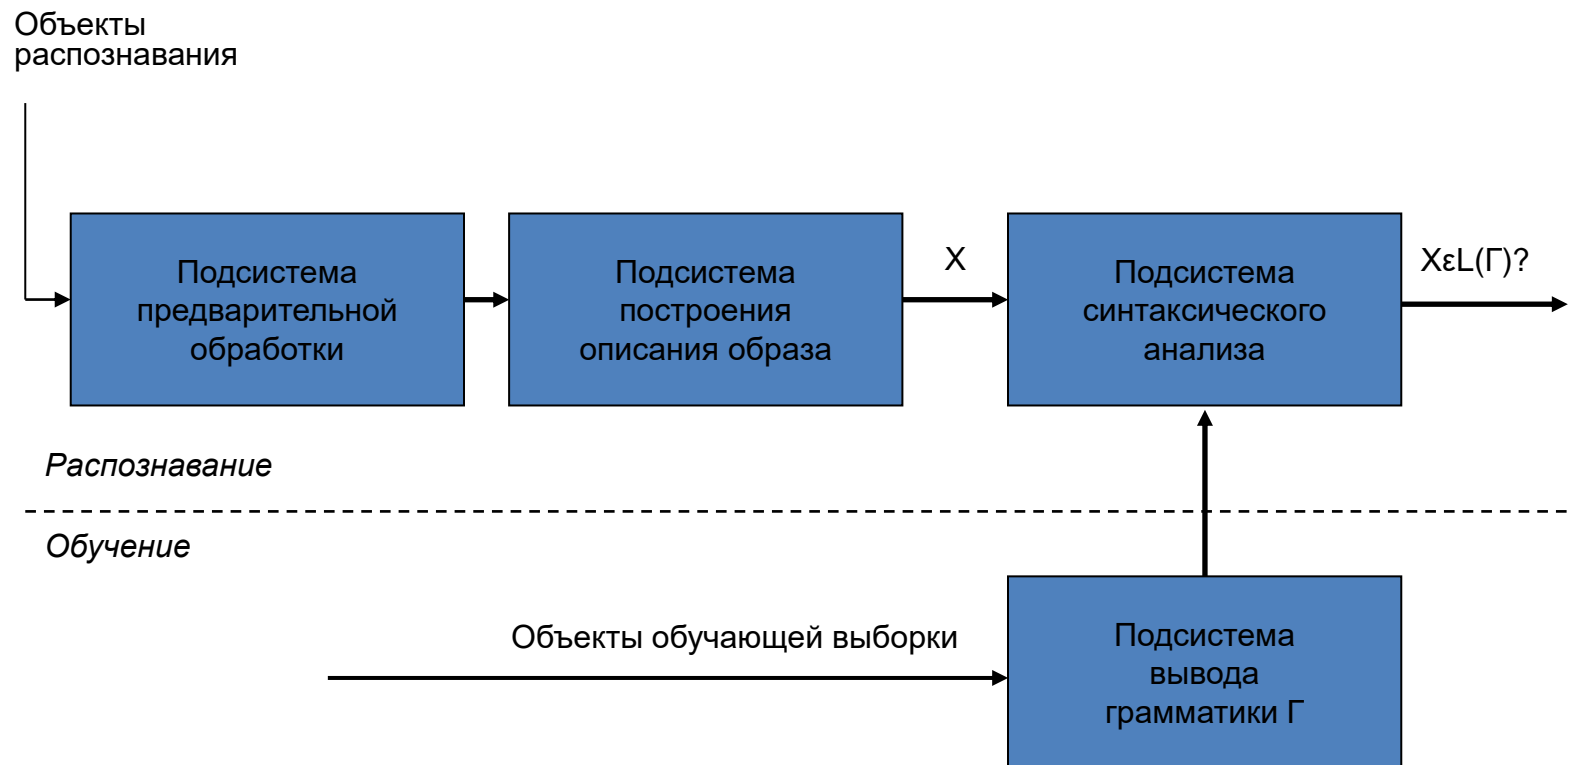 Объекты
распознавания
Подсистема
предварительной
обработки
Подсистема
построения
описания образа
X
Подсистема
синтаксического
анализа
XεL(Г)?
Распознавание
Обучение
Объекты обучающей выборки
Подсистема
вывода
грамматики Г